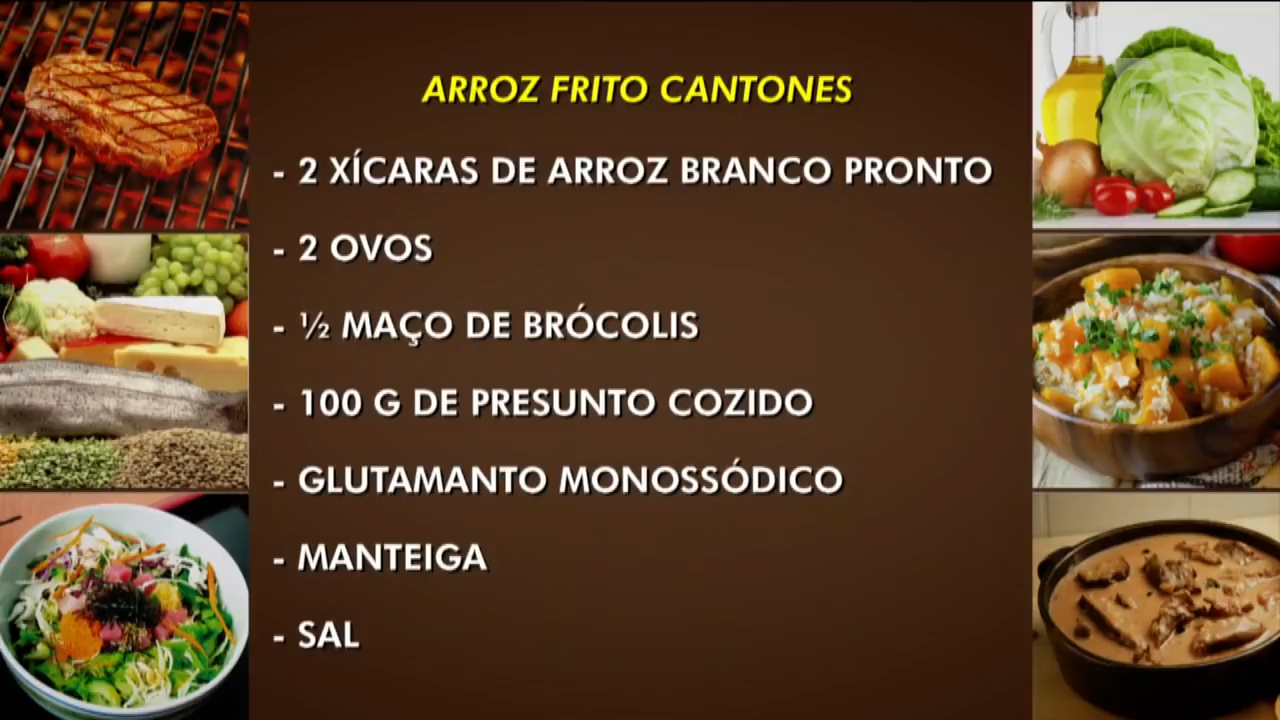 ARROZ FRITO CANTONES
- 2 XÍCARAS DE ARROZ BRANCO PRONTO
- 2 OVOS
- ½ MAÇO DE BRÓCOLIS
- 100 G DE PRESUNTO COZIDO
- GLUTAMANTO MONOSSÓDICO
- MANTEIGA
- SAL